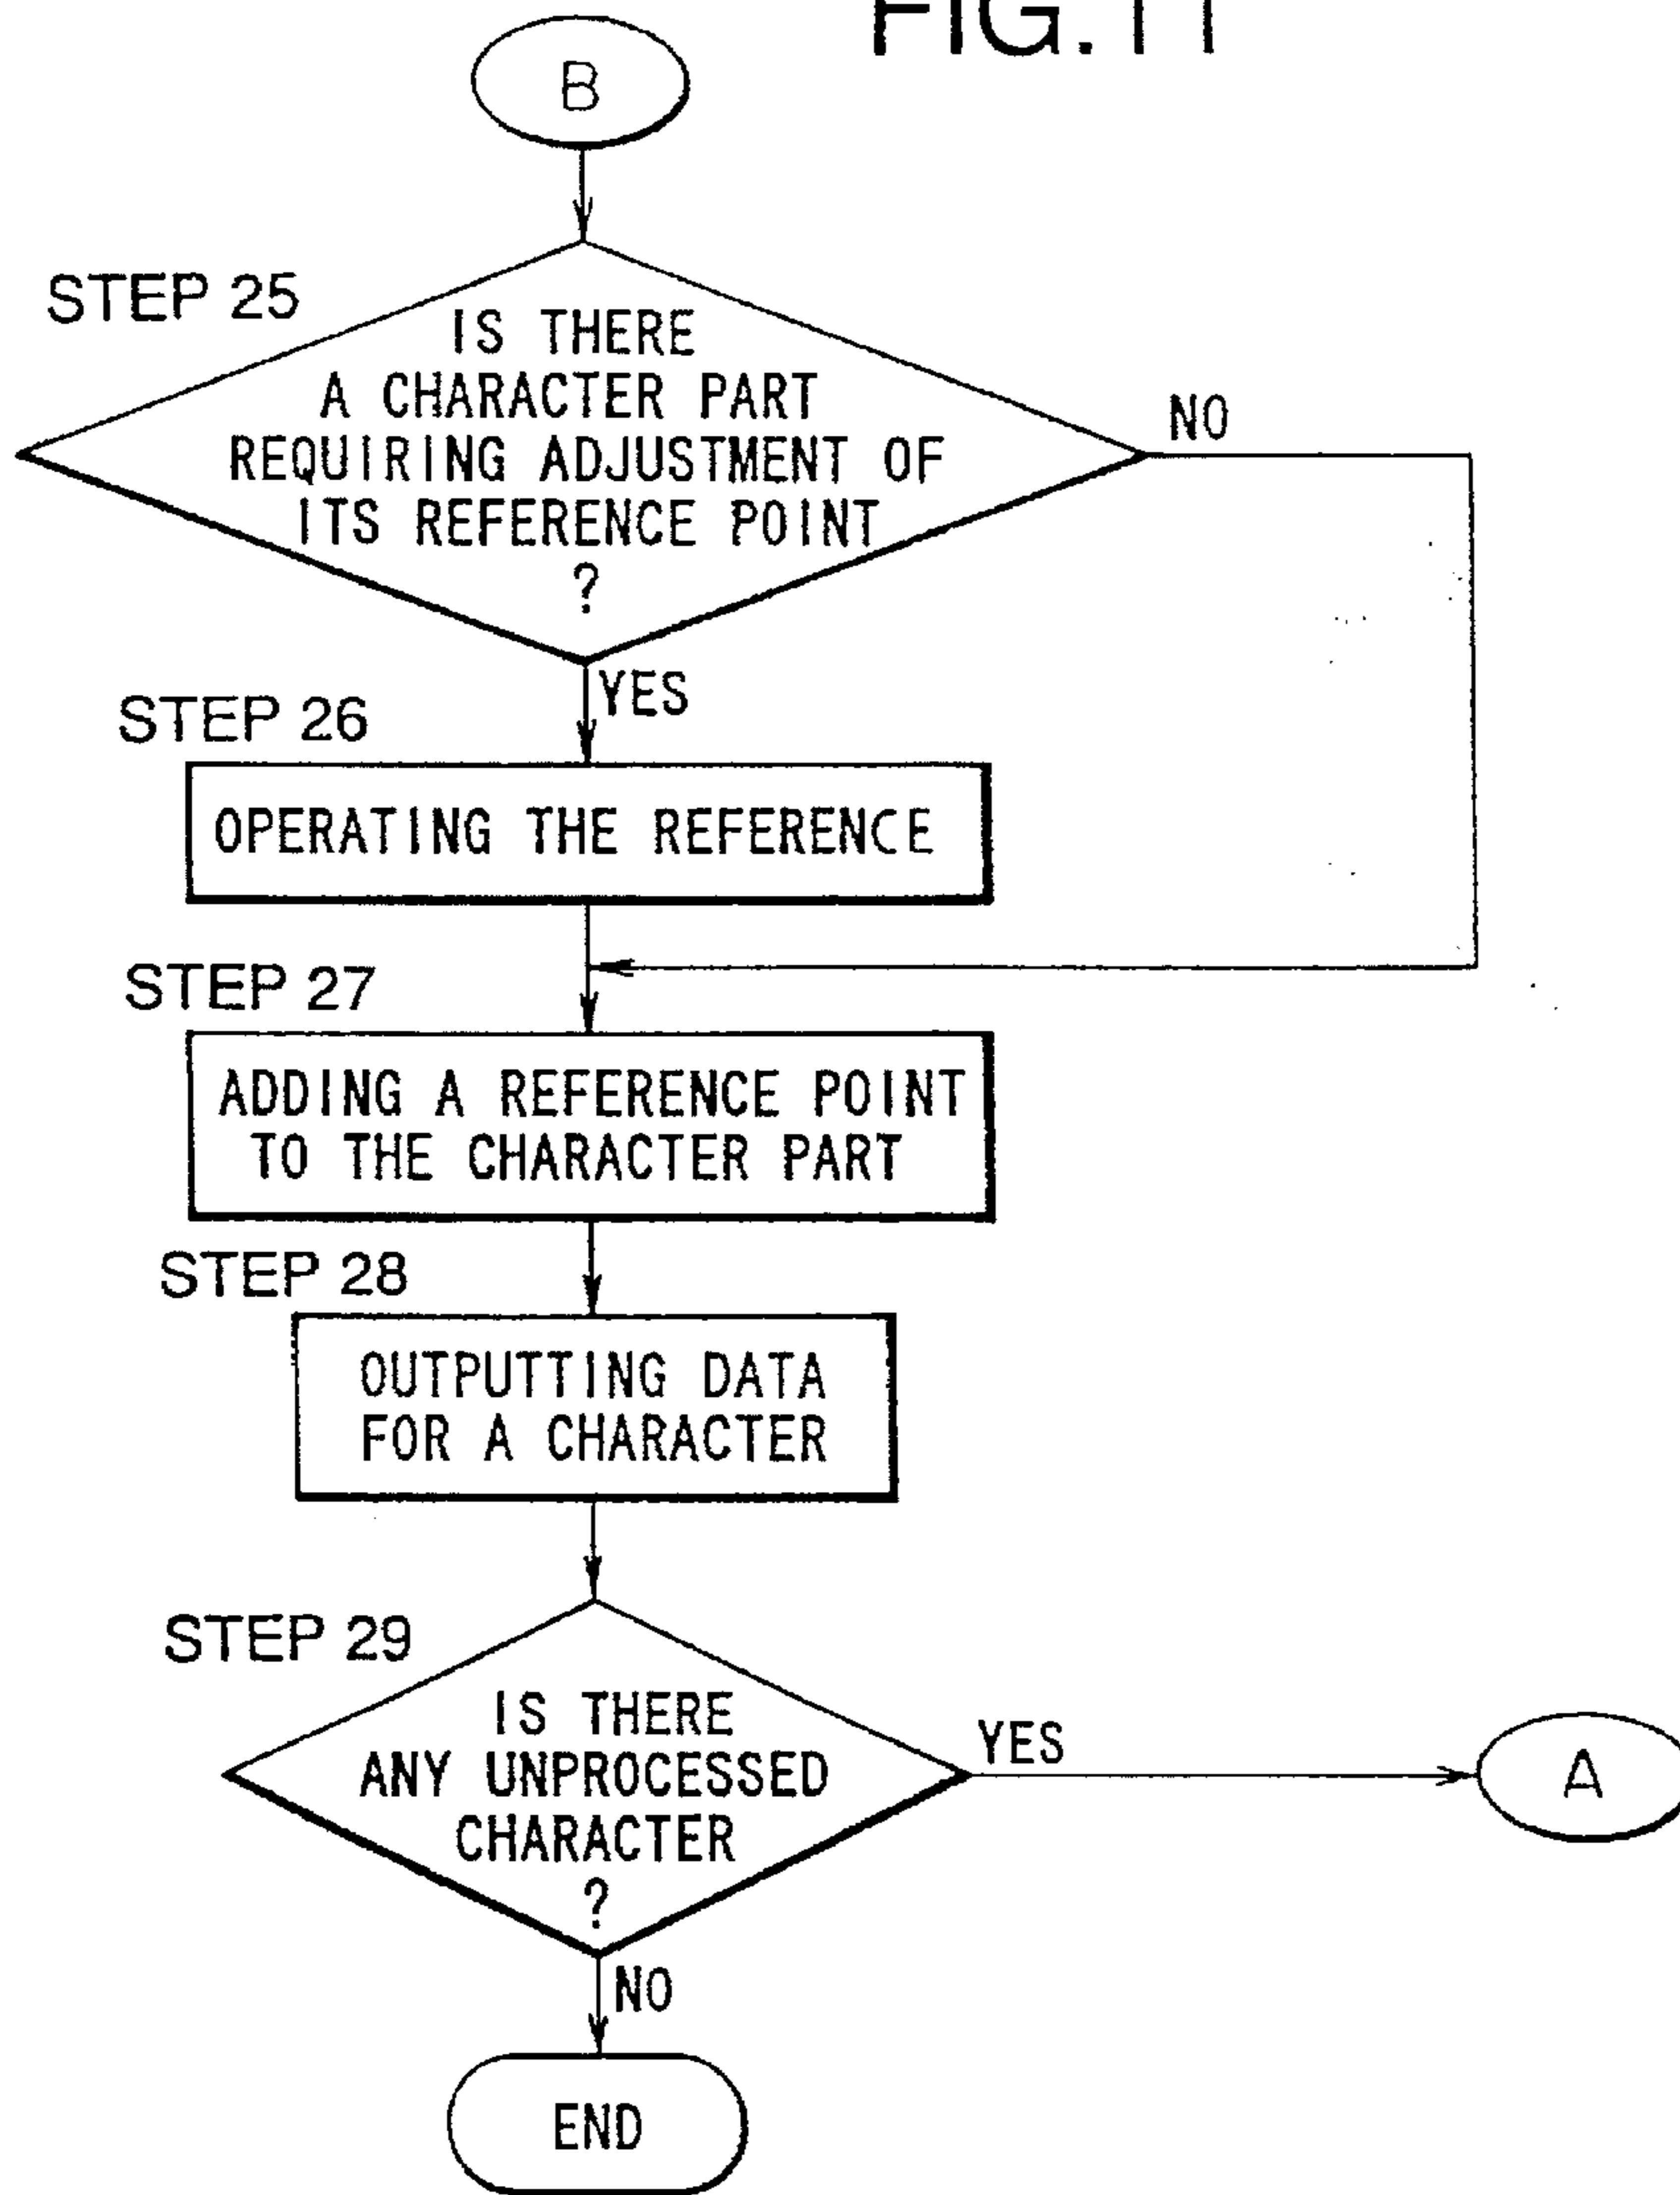 FIG. 11
B
STEP 25
IS THERE
A CHARACTER PART
REQUIRING ADJUSTMENT OF
ITS REFERENCE POINT
?
NO
YES
STEP 26
OPERATING THE REFERENCE
STEP 27
ADDING A REFERENCE POINT
TO THE CHARACTER PART
STEP 28
OUTPUTTING DATA
FOR A CHARACTER
STEP 29
IS THERE
ANY UNPROCESSED
CHARACTER
?
YES
A
NO
END